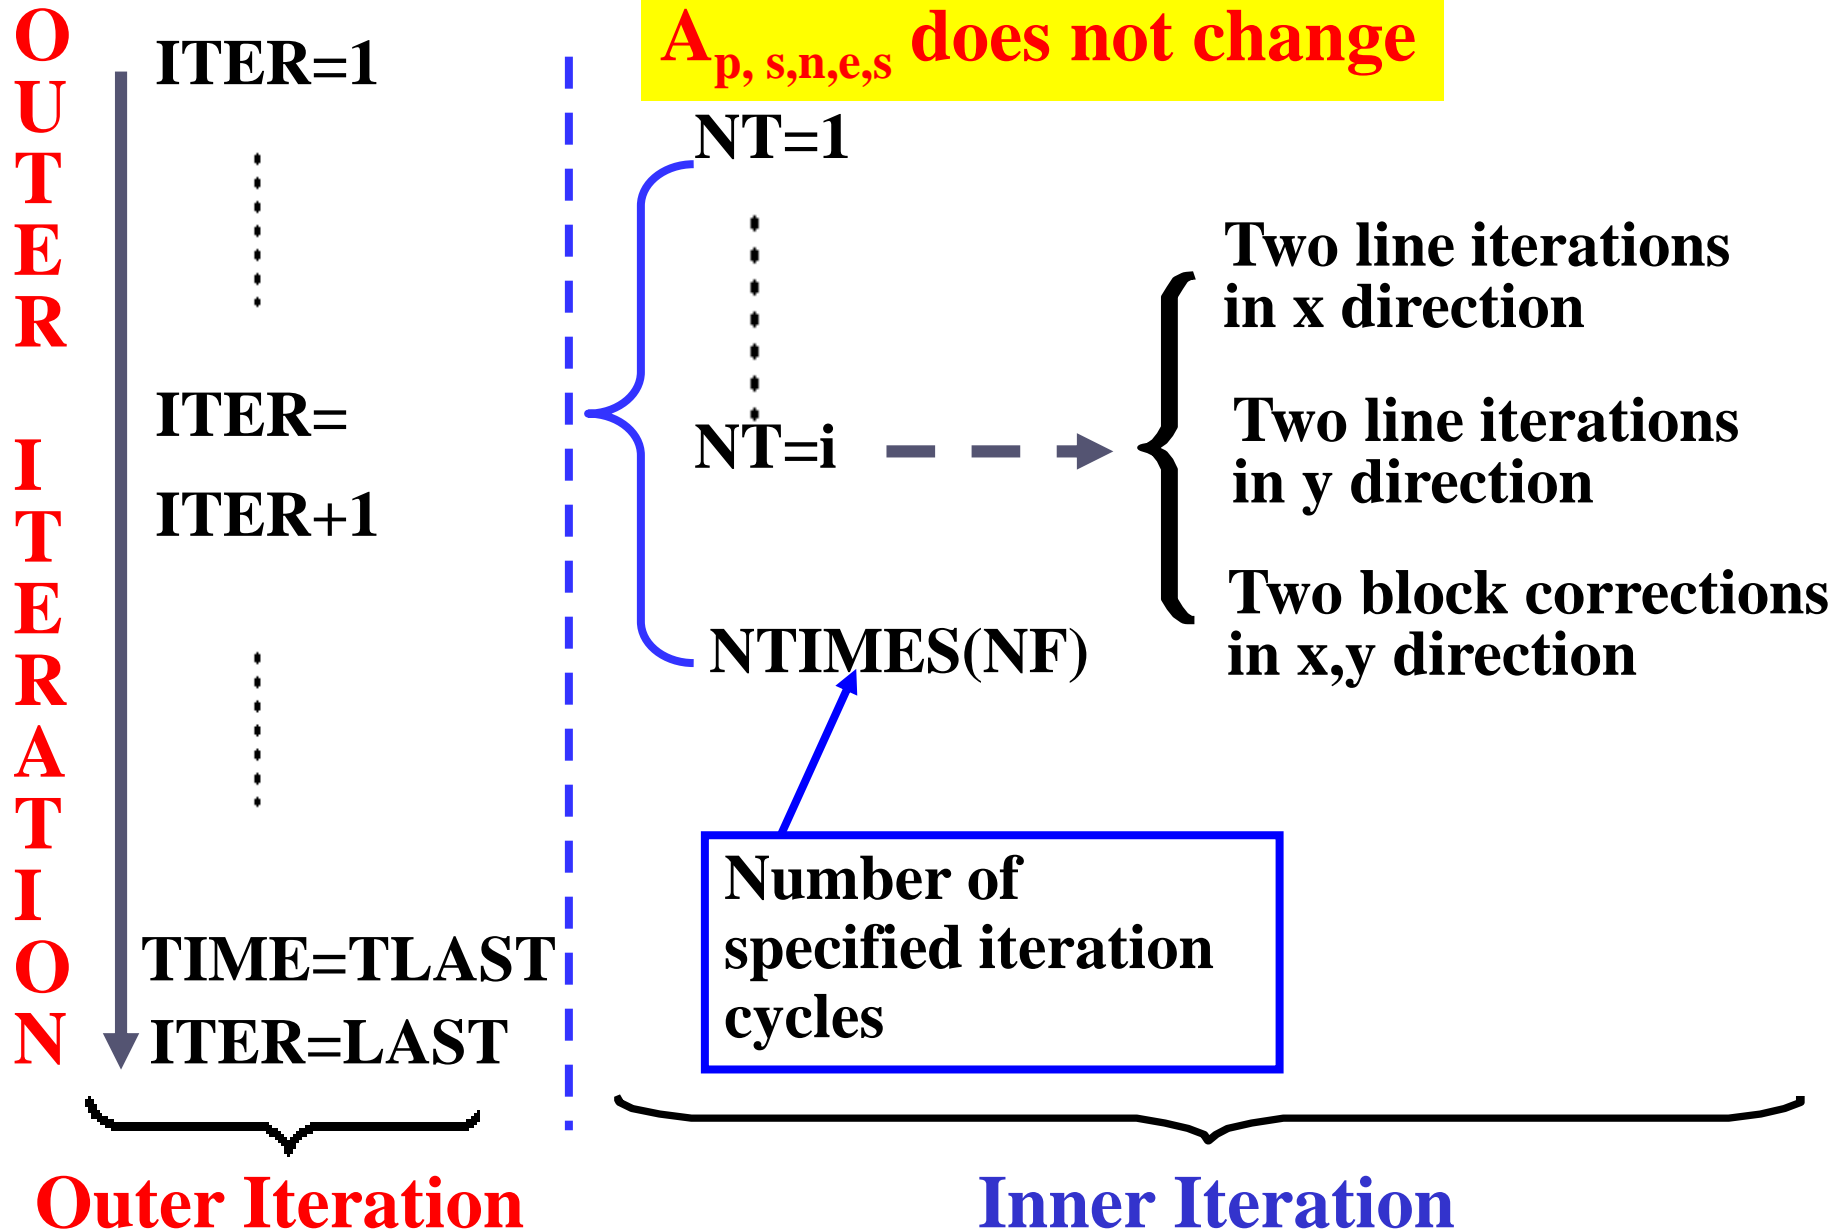 OUTER ITERATION
ITER=1
ITER=
ITER+1
TIME=TLAST
ITER=LAST
Outer Iteration
Ap, s,n,e,s does not change
NT=1
NT=i
NTIMES(NF)
Two line iterations
in x direction
Two line iterations
in y direction
Two block corrections
in x,y direction
Number of
specified iteration
cycles
Inner Iteration